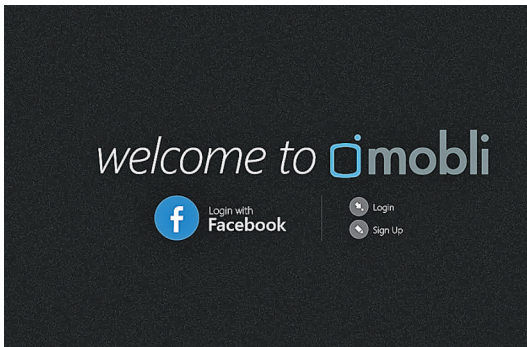 welcome to mobli
Login with
Facebook
Login
Sign Up